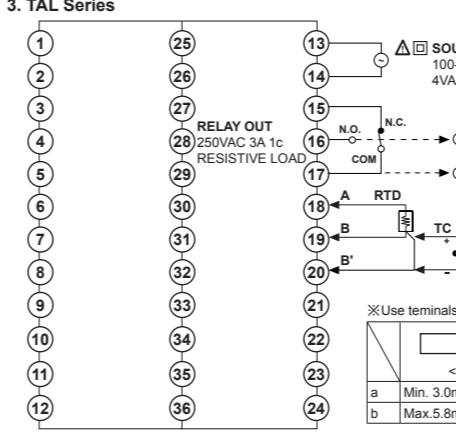 3. TAL Series
1 25 13
2 26 14
3 27 15
4 28 16
5 29 17
6 30 18
7 31 19
8 32 20
9 33 21
10 34 22
11 35 23
12 36 24
SOU
100-
4VA
RELAY OUT
250VAC 3A 1c
RESISTIVE LOAD
N.O.
N.C.
COM
A RTD
B
B'
TC
+
-
~
※Use teminals
<
a Min. 3.0m
b Max.5.8m